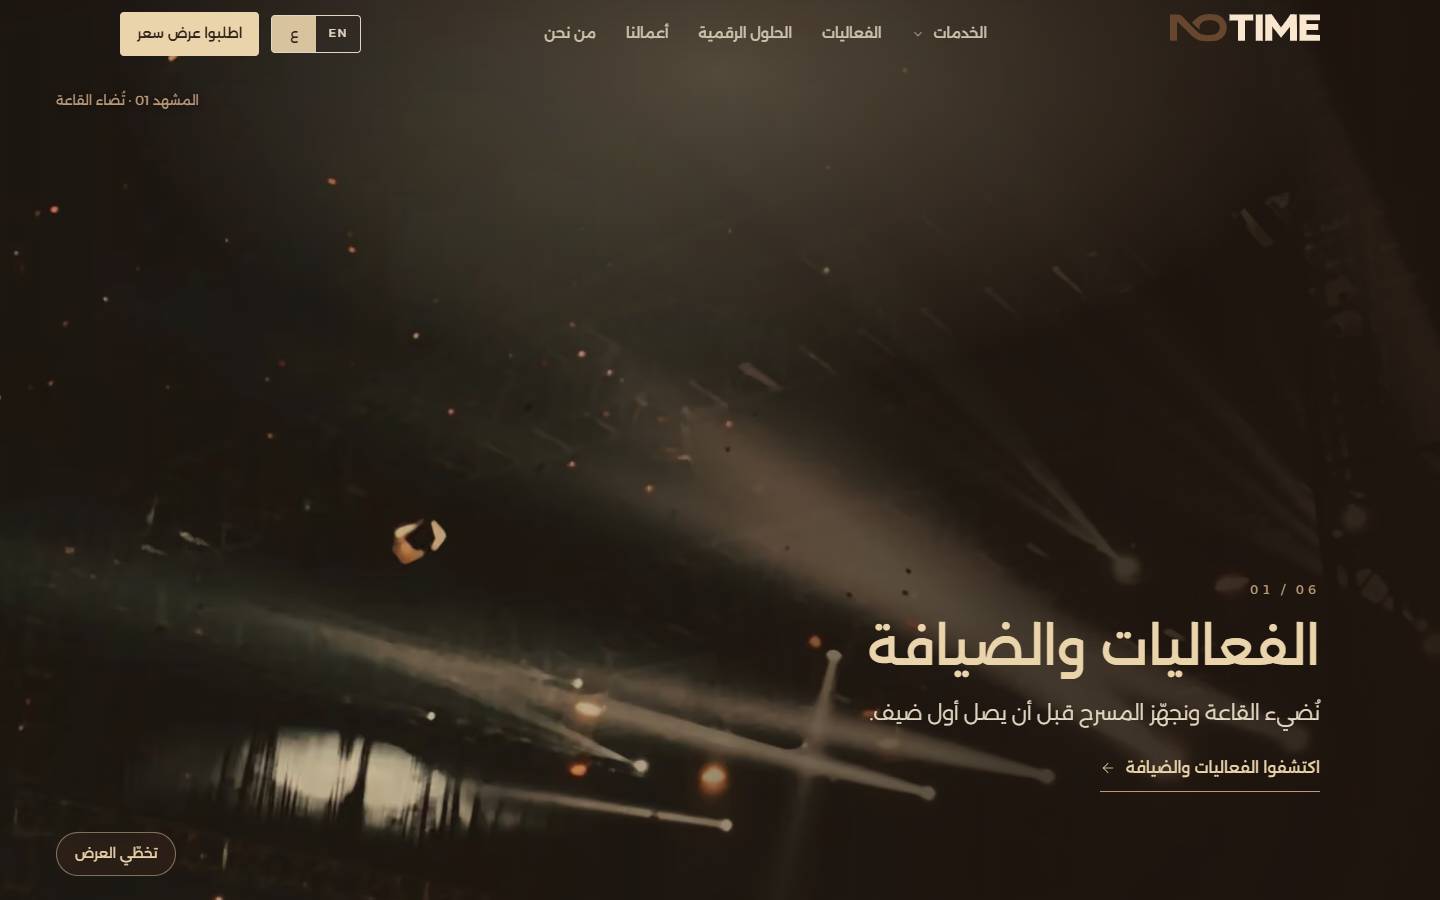 NOTIME
الخدمات
الفعاليات
الحلول الرقمية
أعمالنا
من نحن
EN
ع
اطلبوا عرض سعر
المشهد 01 · تُضاء القاعة
01 / 06
الفعاليات والضيافة
نُضيء القاعة ونجهّز المسرح قبل أن يصل أول ضيف.
اكتشفوا الفعاليات والضيافة ←
تخطّي العرض